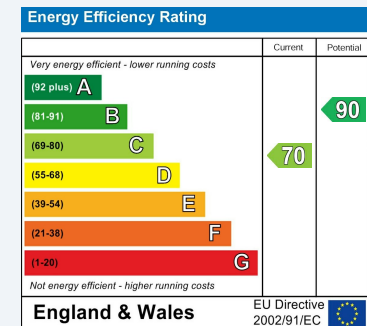 Energy Efficiency Rating
Current Potential
Very energy efficient - lower running costs
(92 plus) A
(81-91) B
90
(69-80) C
70
(55-68) D
(39-54) E
(21-38) F
(1-20) G
Not energy efficient - higher running costs
England & Wales
EU Directive
2002/91/EC